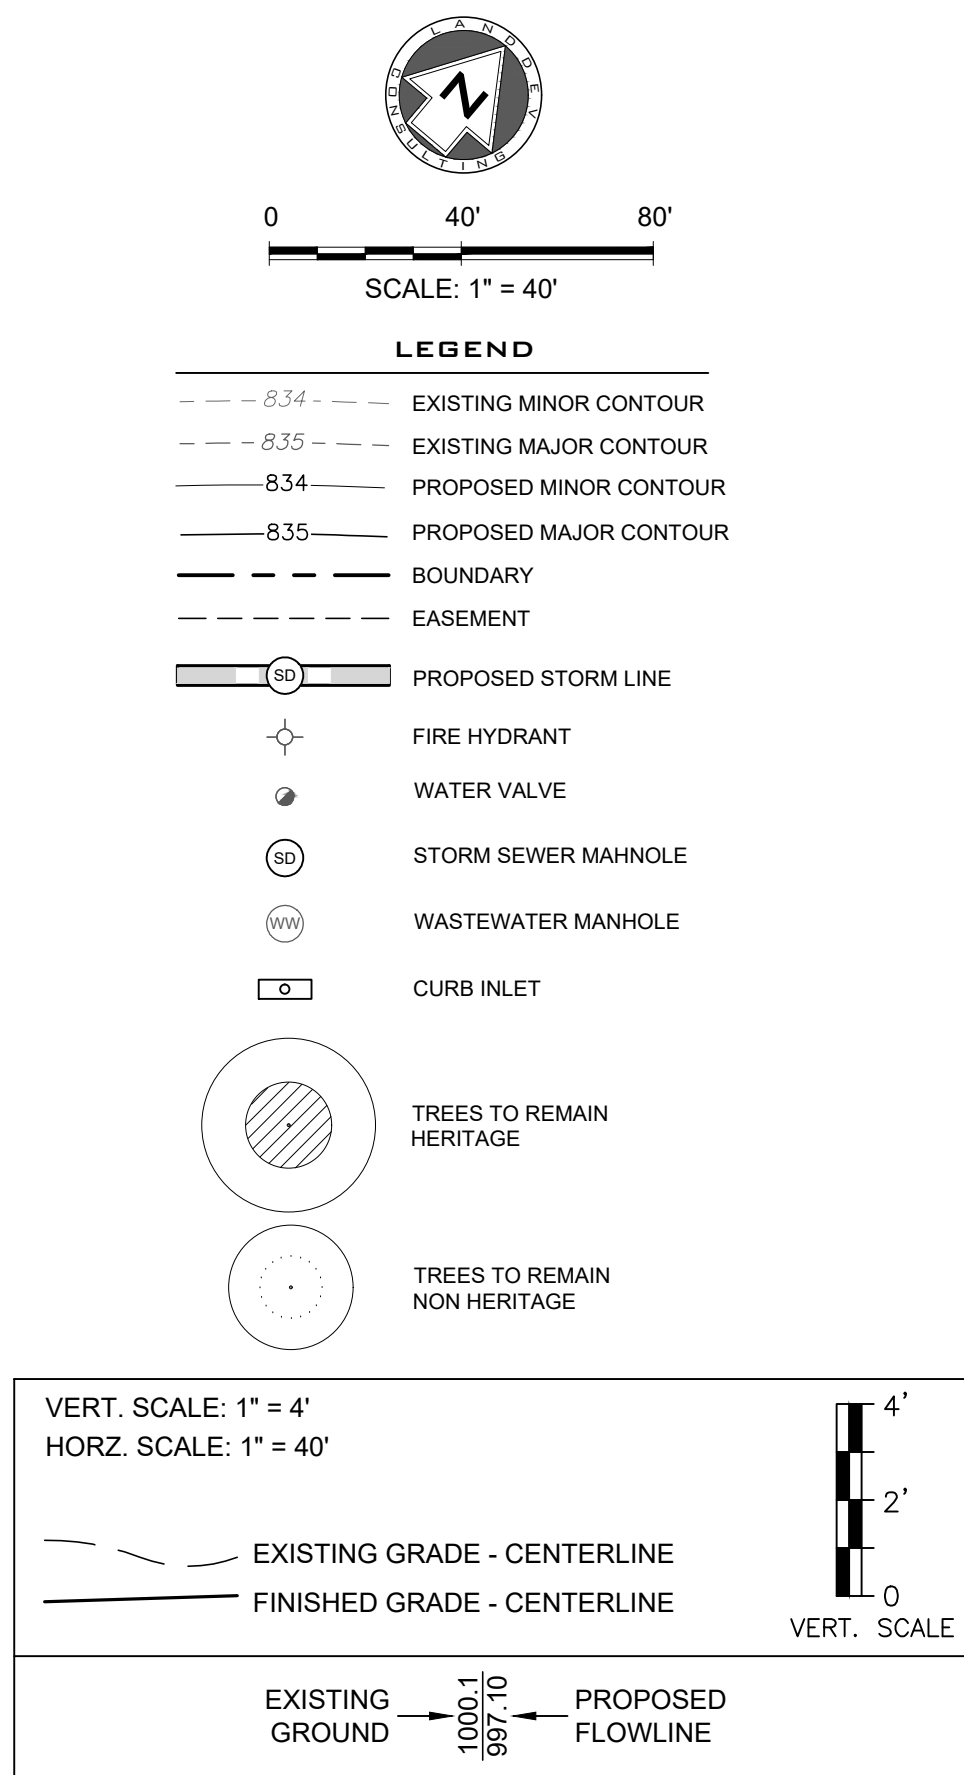 LANDDEV
CONSULTING
N
0 40' 80'
SCALE: 1" = 40'
LEGEND
834 EXISTING MINOR CONTOUR
835 EXISTING MAJOR CONTOUR
834 PROPOSED MINOR CONTOUR
835 PROPOSED MAJOR CONTOUR
BOUNDARY
EASEMENT
SD PROPOSED STORM LINE
FIRE HYDRANT
WATER VALVE
SD STORM SEWER MAHNOLE
WW WASTEWATER MANHOLE
CURB INLET
TREES TO REMAIN
HERITAGE
TREES TO REMAIN
NON HERITAGE
VERT. SCALE: 1" = 4'
HORZ. SCALE: 1" = 40'
4'
2'
0
VERT. SCALE
EXISTING GRADE - CENTERLINE
FINISHED GRADE - CENTERLINE
EXISTING
GROUND
1000.1
997.10
PROPOSED
FLOWLINE